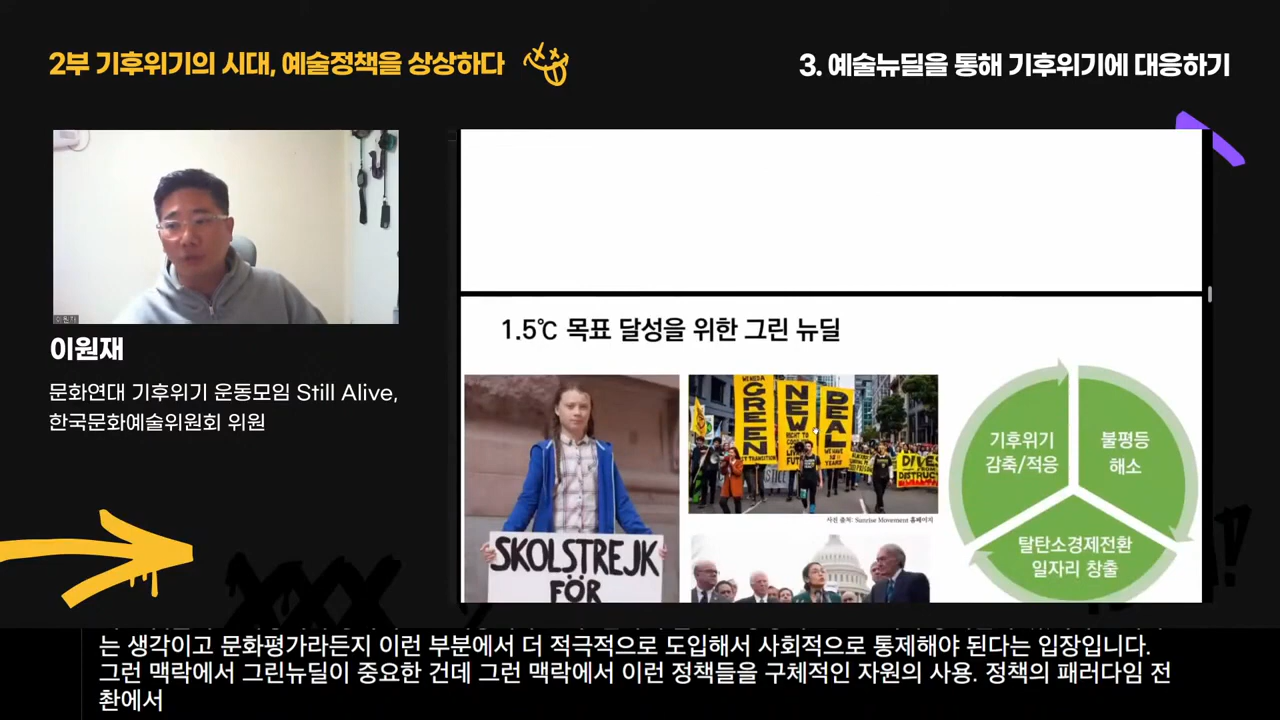 2부 기후위기의 시대, 예술정책을 상상하다
3. 예술뉴딜을 통해 기후위기에 대응하기
이원재
문화연대 기후위기 운동모임 Still Alive,
한국문화예술위원회 위원
1.5℃ 목표 달성을 위한 그린 뉴딜
SKOLSTREJK
FÖR
GREEN
NEW
DEAL
사진 출처: Sunrise Movement 홈페이지
기후위기
감축/적응
불평등
해소
탈탄소경제전환
일자리 창출
는 생각이고 문화평가라든지 이런 부분에서 더 적극적으로 도입해서 사회적으로 통제해야 된다는 입장입니다.
그런 맥락에서 그린뉴딜이 중요한 건데 그런 맥락에서 이런 정책들을 구체적인 자원의 사용. 정책의 패러다임 전
환에서